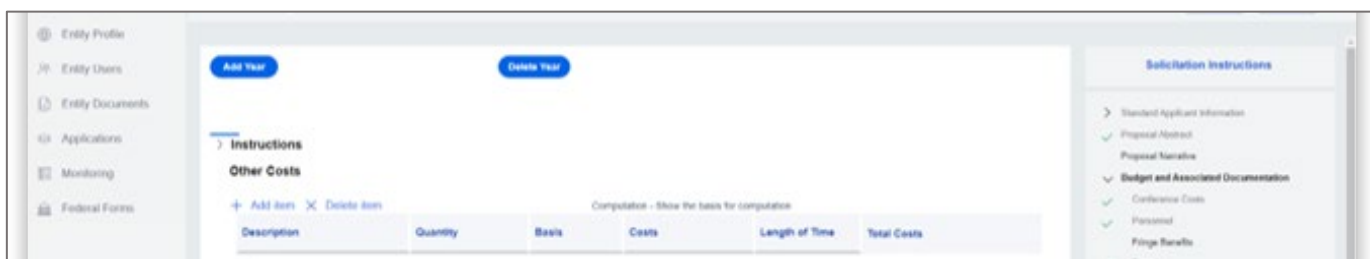 Entity Profile
Entity Users
Entity Documents
Applications
Monitoring
Federal Forms
Add Year
Delete Year
Instructions
Other Costs
Add item
Delete item
Computation - Show the basis for computation
Description
Quantity
Basis
Costs
Length of Time
Total Costs
Solicitation Instructions
Standard Applicant Information
Proposal Abstract
Proposal Narrative
Budget and Associated Documentation
Conference Costs
Personnel
Fringe Benefits